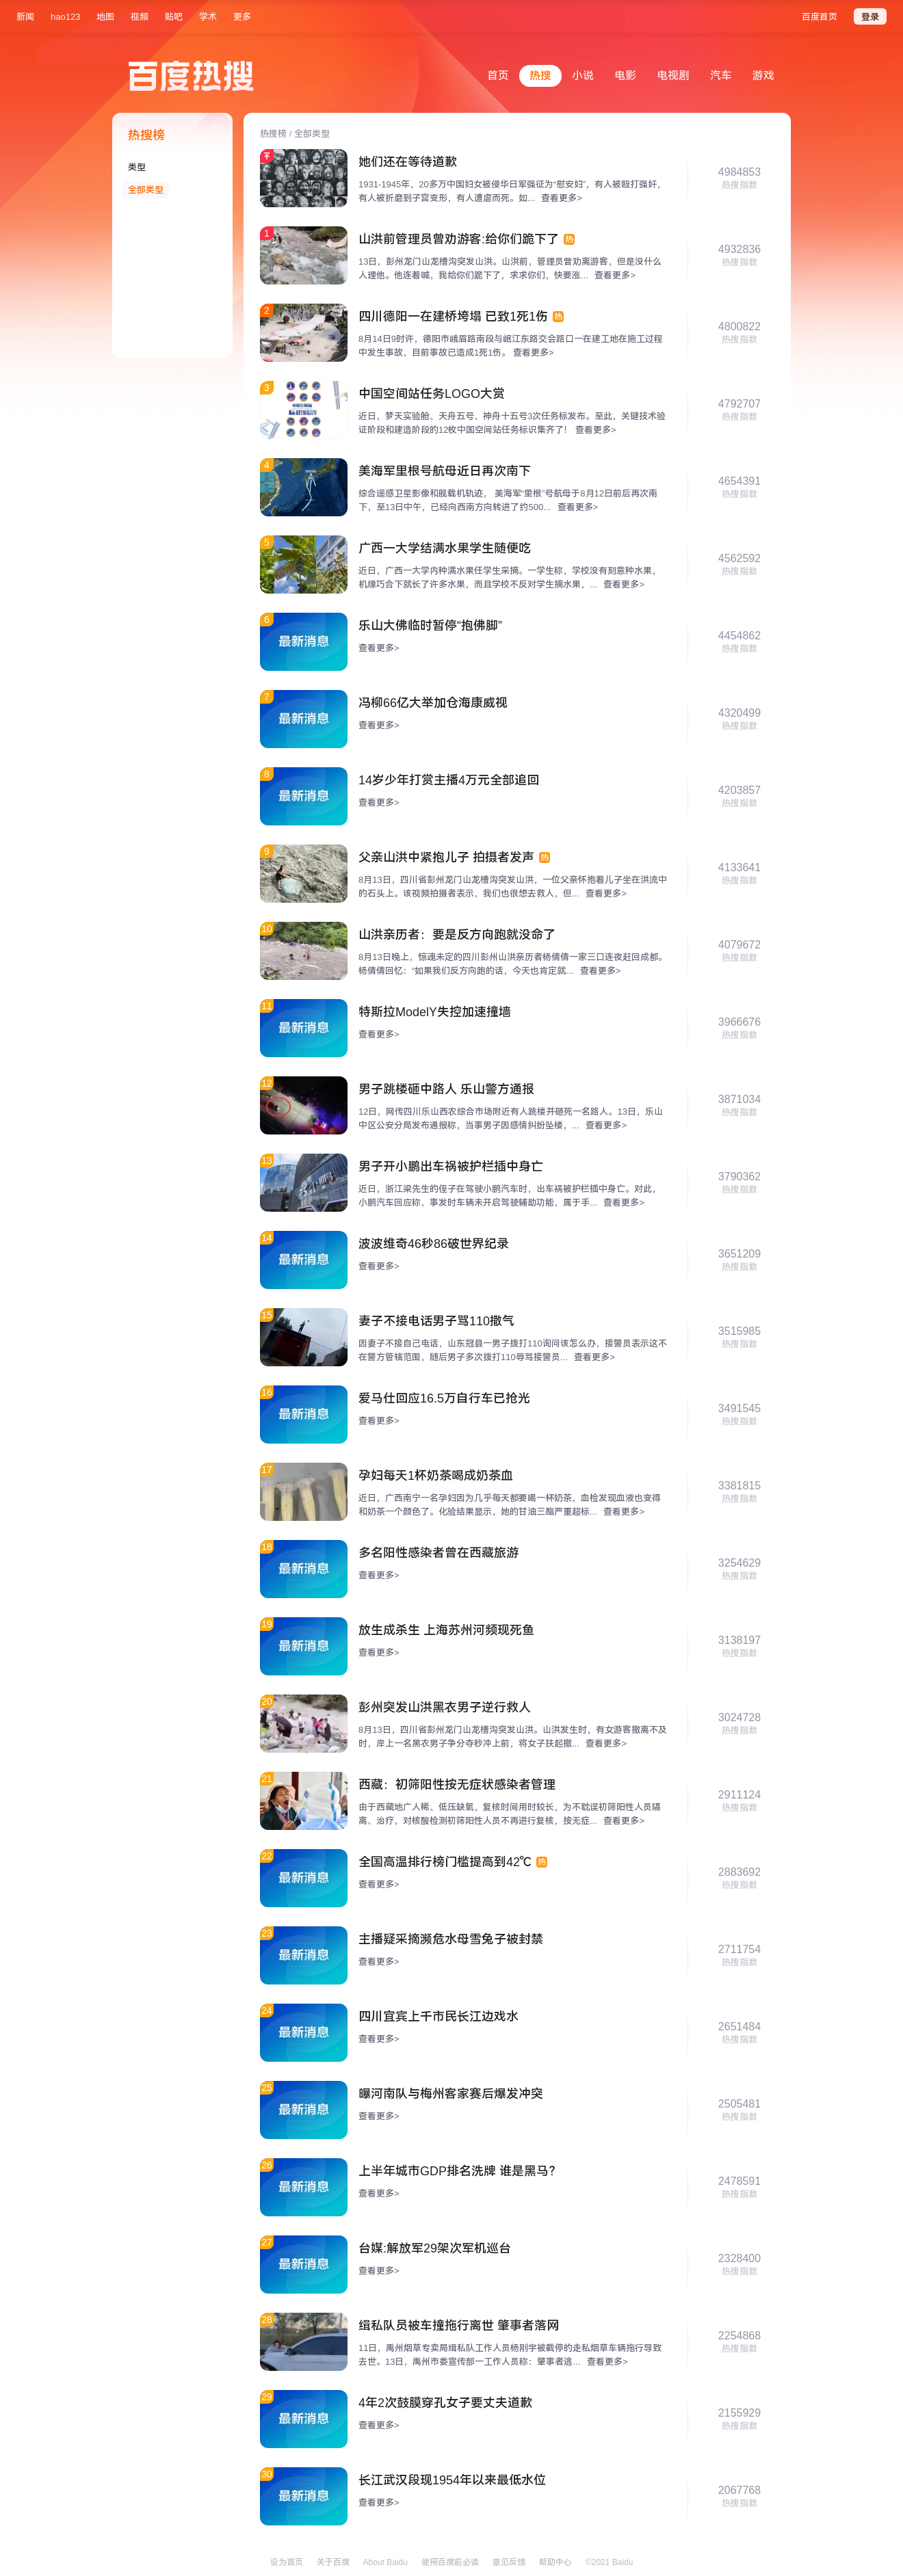 新闻 hao123 地图 视频 贴吧 学术 更多 百度首页 登录
百度热搜
首页 热搜 小说 电影 电视剧 汽车 游戏
热搜榜
类型
全部类型
热搜榜 / 全部类型
她们还在等待道歉
1931-1945年，20多万中国妇女被侵华日军强征为“慰安妇”，有人被殴打强奸，
有人被折磨到子宫变形，有人遭虐而死。如... 查看更多>
4984853
热搜指数
1
山洪前管理员曾劝游客:给你们跪下了 热
13日，彭州龙门山龙槽沟突发山洪。山洪前，管理员曾劝离游客，但是没什么
人理他。他连着喊，我给你们跪下了，求求你们，快要涨... 查看更多>
4932836
热搜指数
2
四川德阳一在建桥垮塌 已致1死1伤 热
8月14日9时许，德阳市峨眉路南段与岷江东路交会路口一在建工地在施工过程
中发生事故，目前事故已造成1死1伤。 查看更多>
4800822
热搜指数
3
中国空间站任务LOGO大赏
近日，梦天实验舱、天舟五号、神舟十五号3次任务标发布。至此，关键技术验
证阶段和建造阶段的12枚中国空间站任务标识集齐了！ 查看更多>
4792707
热搜指数
4
美海军里根号航母近日再次南下
综合遥感卫星影像和舰载机轨迹， 美海军“里根”号航母于8月12日前后再次南
下，至13日中午，已经向西南方向转进了约500... 查看更多>
4654391
热搜指数
5
广西一大学结满水果学生随便吃
近日，广西一大学内种满水果任学生采摘。一学生称，学校没有刻意种水果，
机缘巧合下就长了许多水果，而且学校不反对学生摘水果，... 查看更多>
4562592
热搜指数
6
最新消息
乐山大佛临时暂停“抱佛脚”
查看更多>
4454862
热搜指数
7
最新消息
冯柳66亿大举加仓海康威视
查看更多>
4320499
热搜指数
8
最新消息
14岁少年打赏主播4万元全部追回
查看更多>
4203857
热搜指数
9
父亲山洪中紧抱儿子 拍摄者发声 热
8月13日，四川省彭州龙门山龙槽沟突发山洪，一位父亲怀抱着儿子坐在洪流中
的石头上。该视频拍摄者表示，我们也很想去救人，但... 查看更多>
4133641
热搜指数
10
山洪亲历者：要是反方向跑就没命了
8月13日晚上，惊魂未定的四川彭州山洪亲历者杨倩倩一家三口连夜赶回成都。
杨倩倩回忆：“如果我们反方向跑的话，今天也肯定就... 查看更多>
4079672
热搜指数
11
最新消息
特斯拉ModelY失控加速撞墙
查看更多>
3966676
热搜指数
12
男子跳楼砸中路人 乐山警方通报
12日，网传四川乐山西农综合市场附近有人跳楼并砸死一名路人。13日，乐山
中区公安分局发布通报称，当事男子因感情纠纷坠楼，... 查看更多>
3871034
热搜指数
13
男子开小鹏出车祸被护栏插中身亡
近日，浙江梁先生的侄子在驾驶小鹏汽车时，出车祸被护栏插中身亡。对此，
小鹏汽车回应称，事发时车辆未开启驾驶辅助功能，属于手... 查看更多>
3790362
热搜指数
14
最新消息
波波维奇46秒86破世界纪录
查看更多>
3651209
热搜指数
15
妻子不接电话男子骂110撒气
因妻子不接自己电话，山东冠县一男子拨打110询问该怎么办，接警员表示这不
在警方管辖范围，随后男子多次拨打110辱骂接警员... 查看更多>
3515985
热搜指数
16
最新消息
爱马仕回应16.5万自行车已抢光
查看更多>
3491545
热搜指数
17
孕妇每天1杯奶茶喝成奶茶血
近日，广西南宁一名孕妇因为几乎每天都要喝一杯奶茶，血检发现血液也变得
和奶茶一个颜色了。化验结果显示，她的甘油三酯严重超标... 查看更多>
3381815
热搜指数
18
最新消息
多名阳性感染者曾在西藏旅游
查看更多>
3254629
热搜指数
19
最新消息
放生成杀生 上海苏州河频现死鱼
查看更多>
3138197
热搜指数
20
彭州突发山洪黑衣男子逆行救人
8月13日，四川省彭州龙门山龙槽沟突发山洪。山洪发生时，有女游客撤离不及
时，岸上一名黑衣男子争分夺秒冲上前，将女子扶起撤... 查看更多>
3024728
热搜指数
21
西藏：初筛阳性按无症状感染者管理
由于西藏地广人稀、低压缺氧，复核时间用时较长，为不耽误初筛阳性人员隔
离、治疗，对核酸检测初筛阳性人员不再进行复核，按无症... 查看更多>
2911124
热搜指数
22
最新消息
全国高温排行榜门槛提高到42℃ 热
查看更多>
2883692
热搜指数
23
最新消息
主播疑采摘濒危水母雪兔子被封禁
查看更多>
2711754
热搜指数
24
最新消息
四川宜宾上千市民长江边戏水
查看更多>
2651484
热搜指数
25
最新消息
曝河南队与梅州客家赛后爆发冲突
查看更多>
2505481
热搜指数
26
最新消息
上半年城市GDP排名洗牌 谁是黑马？
查看更多>
2478591
热搜指数
27
最新消息
台媒:解放军29架次军机巡台
查看更多>
2328400
热搜指数
28
缉私队员被车撞拖行离世 肇事者落网
11日，禹州烟草专卖局缉私队工作人员杨刚宇被截停的走私烟草车辆拖行导致
去世。13日，禹州市委宣传部一工作人员称：肇事者逃... 查看更多>
2254868
热搜指数
29
最新消息
4年2次鼓膜穿孔女子要丈夫道歉
查看更多>
2155929
热搜指数
30
最新消息
长江武汉段现1954年以来最低水位
查看更多>
2067768
热搜指数
设为首页 关于百度 About Baidu 使用百度前必读 意见反馈 帮助中心 ©2021 Baidu